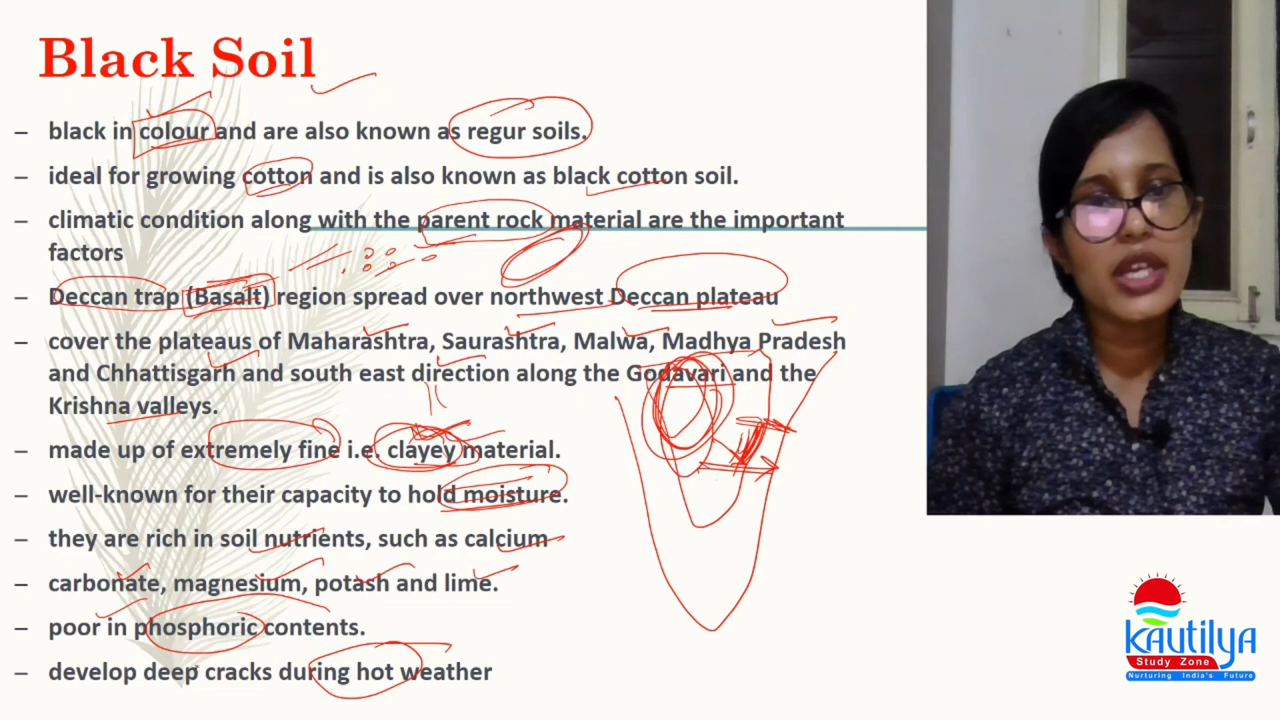 Black Soil
– black in colour and are also known as regur soils.
– ideal for growing cotton and is also known as black cotton soil.
– climatic condition along with the parent rock material are the important
factors
– Deccan trap (Basalt) region spread over northwest Deccan plateau
– cover the plateaus of Maharashtra, Saurashtra, Malwa, Madhya Pradesh
and Chhattisgarh and south east direction along the Godavari and the
Krishna valleys.
– made up of extremely fine i.e. clayey material.
– well-known for their capacity to hold moisture.
– they are rich in soil nutrients, such as calcium
– carbonate, magnesium, potash and lime.
– poor in phosphoric contents.
– develop deep cracks during hot weather
kautilya
Study Zone
Nurturing India's Future